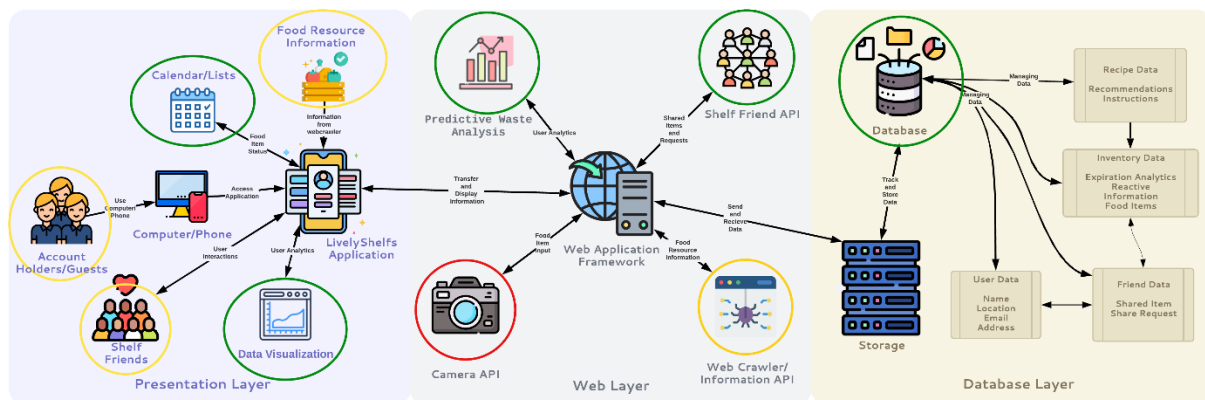 Food Resource
Information
Calendar/Lists
Information
from
webcrawler
Food
Item
Status
Use
Computer/
Phone
Access
Application
Computer/Phone
LivelyShelfs
Application
Account
Holders/Guests
User
Interactions
User Analytics
Shelf
Friends
Data Visualization
Presentation Layer
Transfer
and
Display
Information
Predictive Waste
Analysis
User Analytics
Shelf Friend API
Shared
Items
and
Requests
Web Application
Framework
Food
Item
Input
Food
Resource
Information
Send
and
Recieve
Data
Camera API
Web Crawler/
Information API
Web Layer
Database
Managing
Data
Managing
Data
Track
and
Store
Data
Storage
Recipe Data
Recommendations
Instructions
Inventory Data
Expiration Analytics
Reactive
Information
Food Items
User Data
Name
Location
Email
Address
Friend Data
Shared Item
Share Request
Database Layer